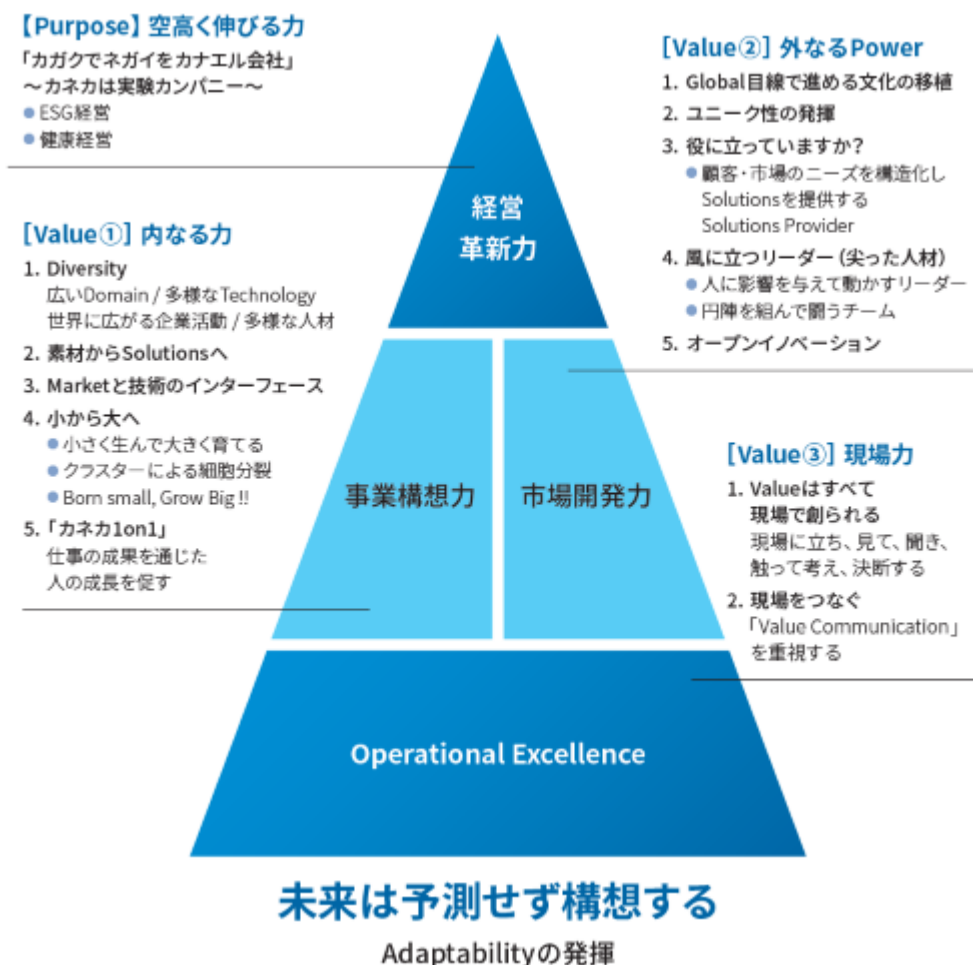 【Purpose】空高く伸びる力
「カガクでネガイをカナエル会社」
～カネカは実験カンパニー～
● ESG経営
● 健康経営
[Value①] 内なる力
1. Diversity
広いDomain / 多様なTechnology
世界に広がる企業活動 / 多様な人材
2. 素材からSolutionsへ
3. Marketと技術のインターフェース
4. 小から大へ
● 小さく生んで大きく育てる
● クラスターによる細胞分裂
● Born small, Grow Big !!
5. 「カネカ1on1」
仕事の成果を通じた
人の成長を促す
[Value②] 外なるPower
1. Global目線で進める文化の移植
2. ユニーク性の発揮
3. 役に立っていますか？
● 顧客・市場のニーズを構造化し
Solutionsを提供する
Solutions Provider
4. 風に立つリーダー（尖った人材）
● 人に影響を与えて動かすリーダー
● 円陣を組んで闘うチーム
5. オープンイノベーション
[Value③] 現場力
1. Valueはすべて
現場で創られる
現場に立ち、見て、聞き、
触って考え、決断する
2. 現場をつなぐ
「Value Communication」
を重視する
経営
革新力
事業構想力
市場開発力
Operational Excellence
未来は予測せず構想する
Adaptabilityの発揮